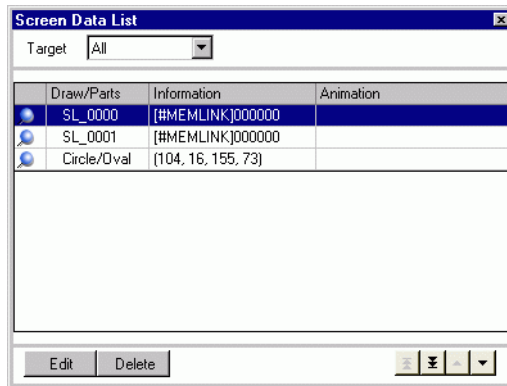 Screen Data List
Target All
Draw/Parts Information Animation
SL_0000 [#MEMLINK]000000
SL_0001 [#MEMLINK]000000
Circle/Oval (104, 16, 155, 73)
Edit Delete